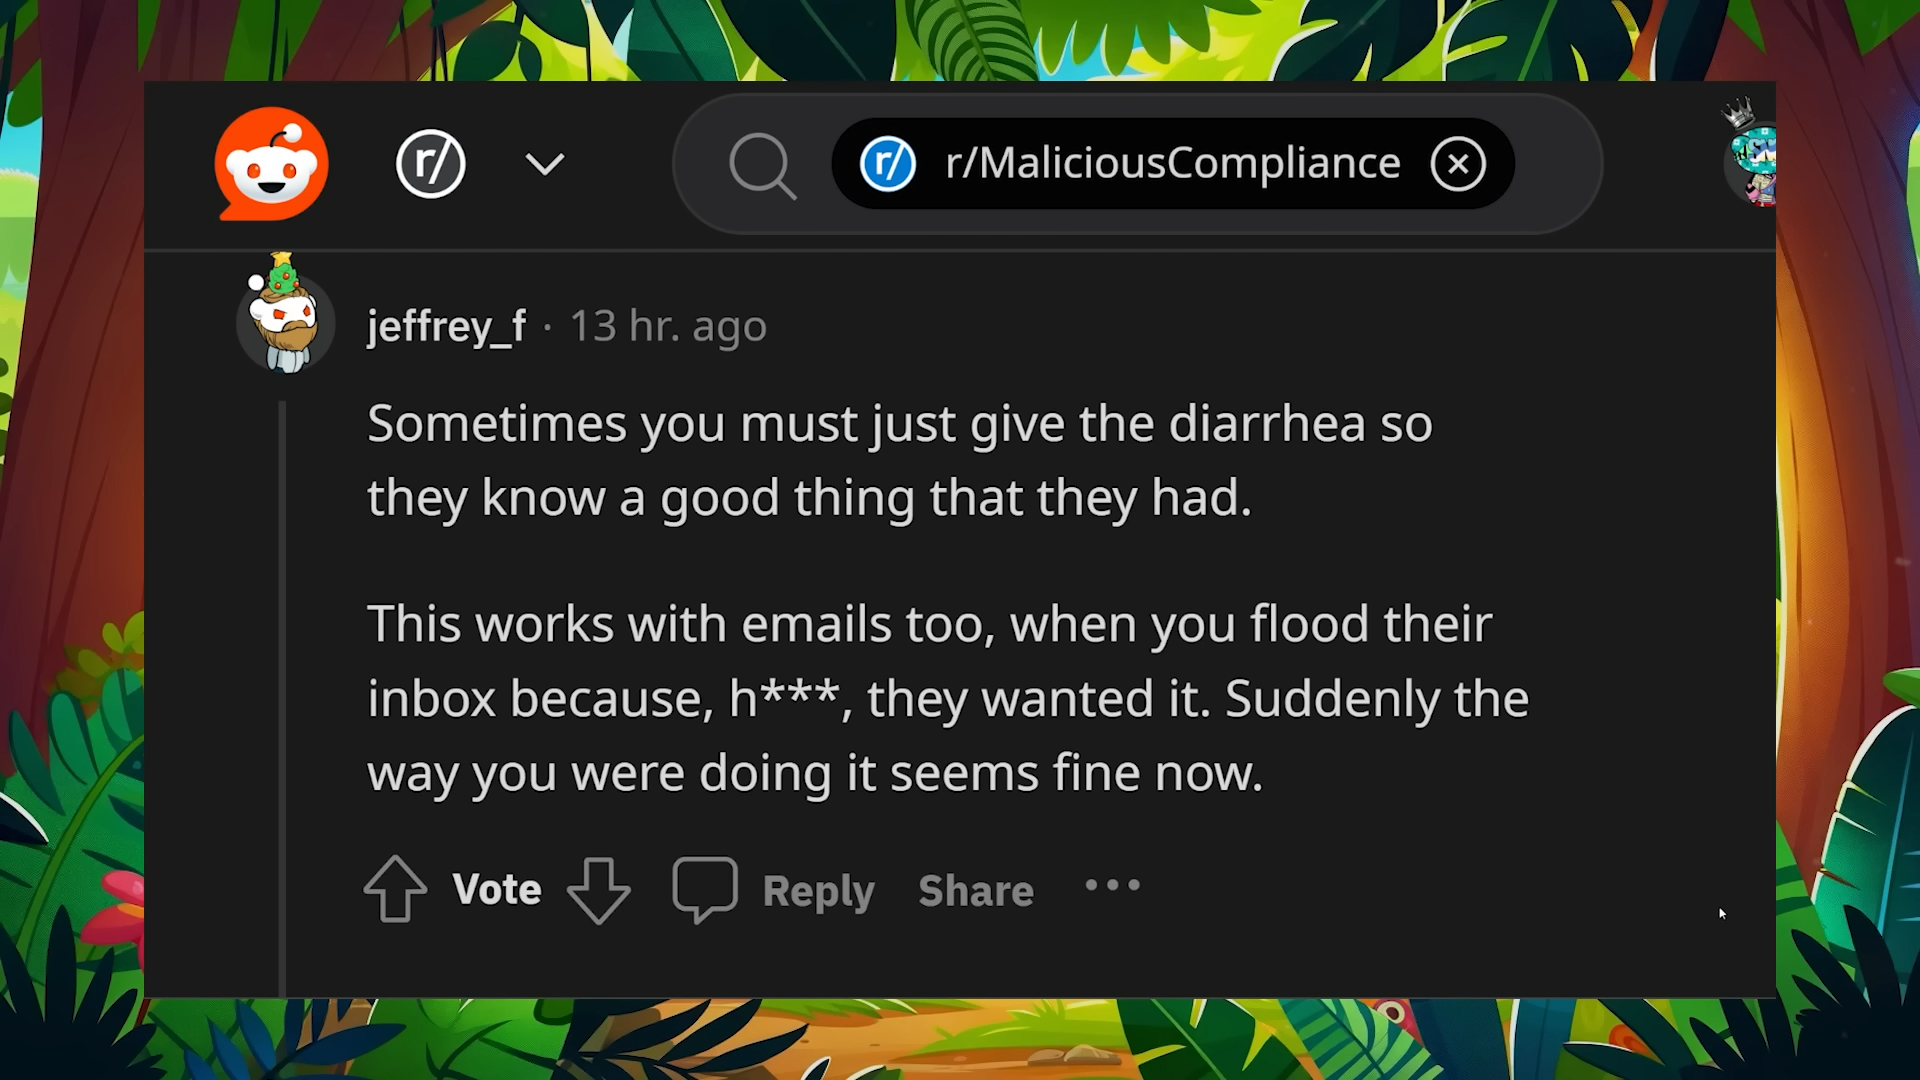 r/
r/ r/MaliciousCompliance
jeffrey_f · 13 hr. ago
Sometimes you must just give the diarrhea so
they know a good thing that they had.
This works with emails too, when you flood their
inbox because, h***, they wanted it. Suddenly the
way you were doing it seems fine now.
Vote Reply Share ...